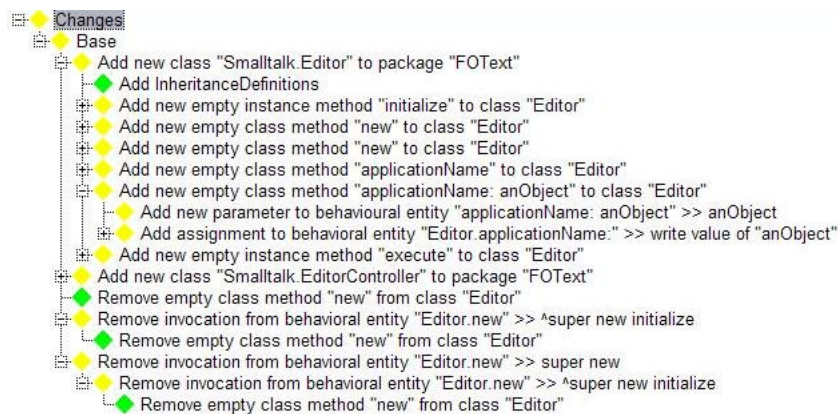 Changes
Base
Add new class "Smalltalk.Editor" to package "FOText"
Add InheritanceDefinitions
Add new empty instance method "initialize" to class "Editor"
Add new empty class method "new" to class "Editor"
Add new empty class method "new" to class "Editor"
Add new empty class method "applicationName" to class "Editor"
Add new empty class method "applicationName: anObject" to class "Editor"
Add new parameter to behavioural entity "applicationName: anObject" >> anObject
Add assignment to behavioral entity "Editor.applicationName:" >> write value of "anObject"
Add new empty instance method "execute" to class "Editor"
Add new class "Smalltalk.EditorController" to package "FOText"
Remove empty class method "new" from class "Editor"
Remove invocation from behavioral entity "Editor.new" >> ^super new initialize
Remove empty class method "new" from class "Editor"
Remove invocation from behavioral entity "Editor.new" >> super new
Remove invocation from behavioral entity "Editor.new" >> ^super new initialize
Remove empty class method "new" from class "Editor"